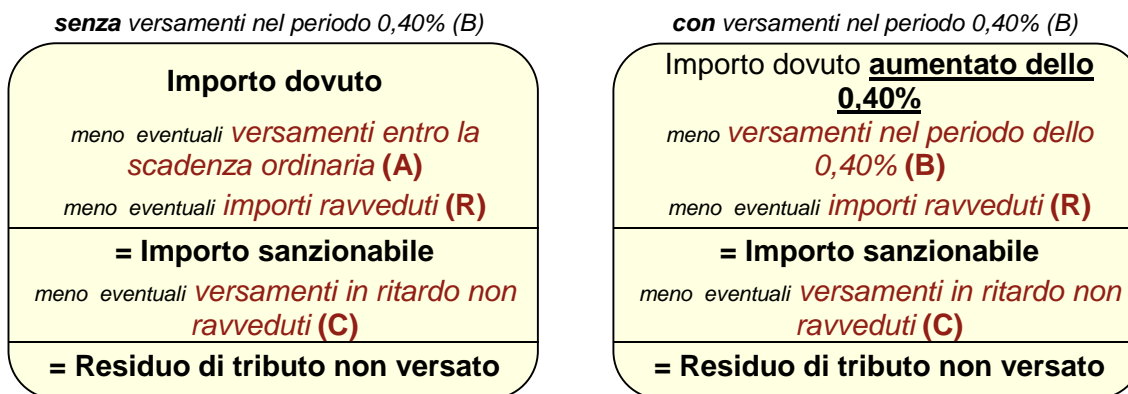 senza versamenti nel periodo 0,40% (B)
Importo dovuto
meno eventuali versamenti entro la
scadenza ordinaria (A)
meno eventuali importi ravveduti (R)
= Importo sanzionabile
meno eventuali versamenti in ritardo non
ravveduti (C)
= Residuo di tributo non versato
con versamenti nel periodo 0,40% (B)
Importo dovuto aumentato dello
0,40%
meno versamenti nel periodo dello
0,40% (B)
meno eventuali importi ravveduti (R)
= Importo sanzionabile
meno eventuali versamenti in ritardo non
ravveduti (C)
= Residuo di tributo non versato